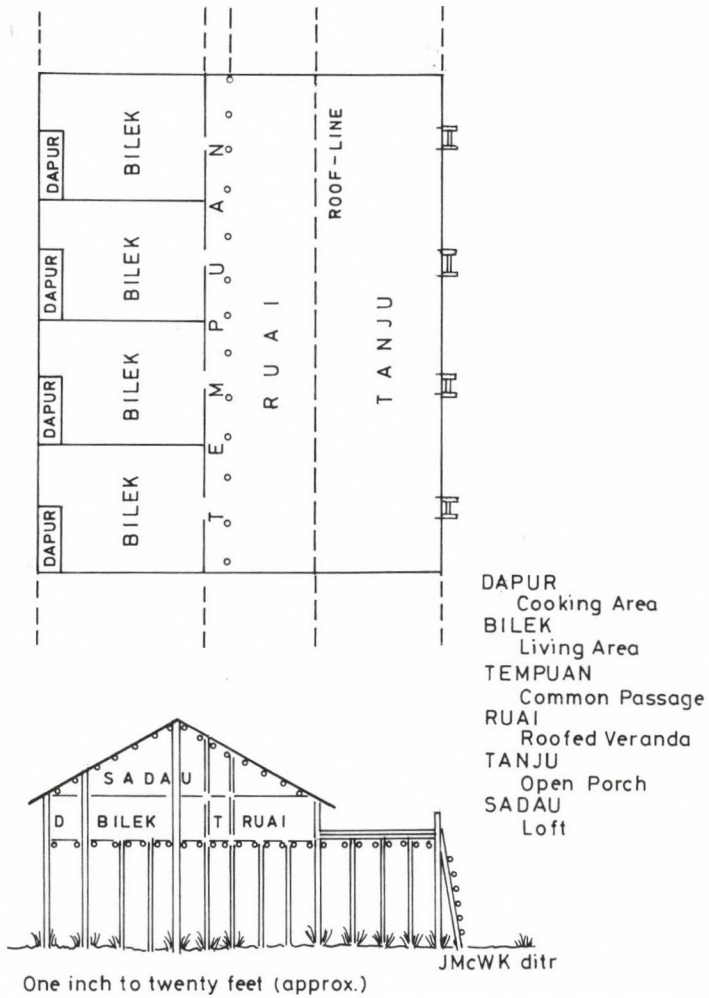 DAPUR
BILEK
DAPUR
BILEK
DAPUR
BILEK
DAPUR
BILEK
TEMPUAN
RUAI
ROOF-LINE
TANJU
DAPUR
Cooking Area
BILEK
Living Area
TEMPUAN
Common Passage
RUAI
Roofed Veranda
TANJU
Open Porch
SADAU
Loft
SADAU
D BILEK T RUAI
JMcWK ditr
One inch to twenty feet (approx.)